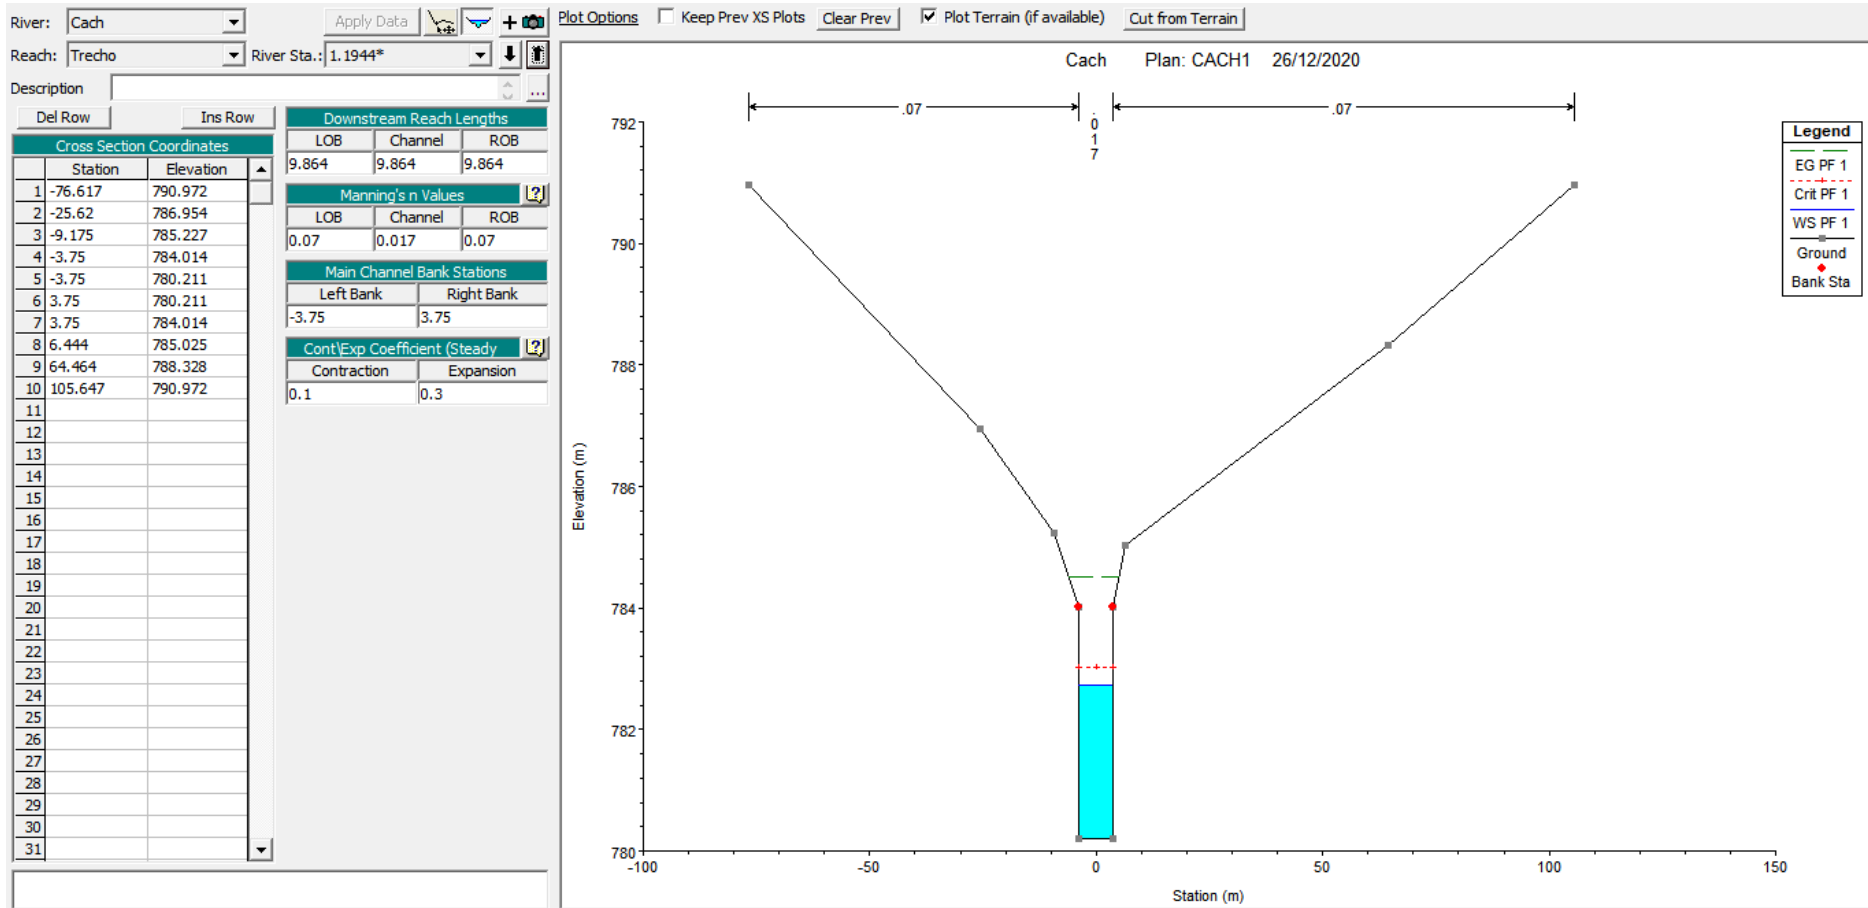 River: Cach Apply Data +
Reach: Trecho River Sta.: 1.1944*
Description ...
Del Row Ins Row
Cross Section Coordinates
Station Elevation
1 -76.617 790.972
2 -25.62 786.954
3 -9.175 785.227
4 -3.75 784.014
5 -3.75 780.211
6 3.75 780.211
7 3.75 784.014
8 6.444 785.025
9 64.464 788.328
10 105.647 790.972
11
12
13
14
15
16
17
18
19
20
21
22
23
24
25
26
27
28
29
30
31
Downstream Reach Lengths
LOB Channel ROB
9.864 9.864 9.864
Manning's n Values ?
LOB Channel ROB
0.07 0.017 0.07
Main Channel Bank Stations
Left Bank Right Bank
-3.75 3.75
Cont\Exp Coefficient (Steady ?
Contraction Expansion
0.1 0.3
Plot Options Keep Prev XS Plots Clear Prev Plot Terrain (if available) Cut from Terrain
Cach Plan: CACH1 26/12/2020
.07 .017 .07
792
790
788
786
784
782
780
Elevation (m)
-100 -50 0 50 100 150
Station (m)
Legend
EG PF 1
Crit PF 1
WS PF 1
Ground
Bank Sta